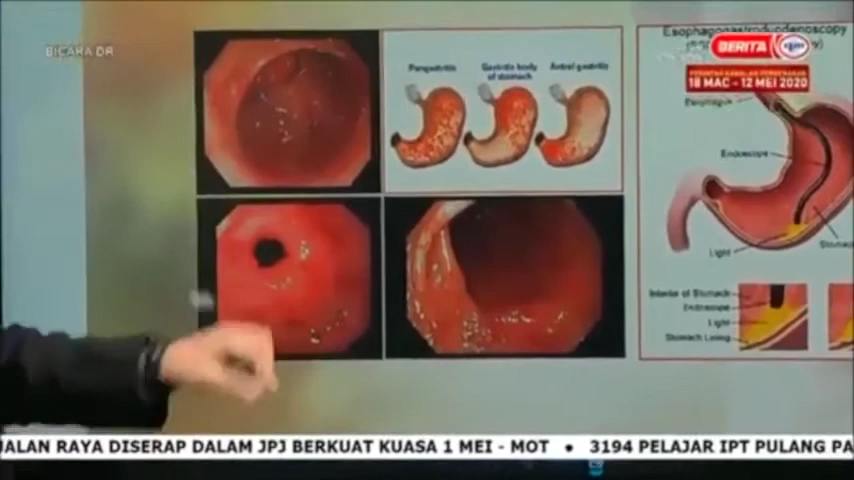 BICARA DR
Esophagogastroduodenoscopy
BERITA rtm
18 MAC - 12 MEI 2020
Pangastritis
Gastritis body
of stomach
Antral gastritis
Esophagus
Endoscope
Light
Stomach
Interior of Stomach
Endoscope
Light
Stomach Lining
JALAN RAYA DISERAP DALAM JPJ BERKUAT KUASA 1 MEI - MOT • 3194 PELAJAR IPT PULANG PA